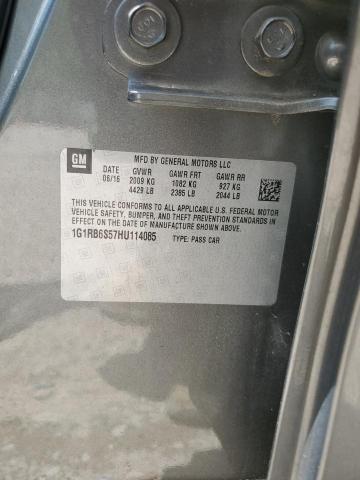 GM
MFD BY GENERAL MOTORS LLC
DATE GVWR GAWR FRT GAWR RR
06/16 2009 KG 1082 KG 927 KG
4429 LB 2385 LB 2044 LB
THIS VEHICLE CONFORMS TO ALL APPLICABLE U.S. FEDERAL MOTOR
VEHICLE SAFETY, BUMPER, AND THEFT PREVENTION STANDARDS
IN EFFECT ON THE DATE OF MANUFACTURE SHOWN ABOVE.
1G1RB6S57HU114085 TYPE: PASS CAR